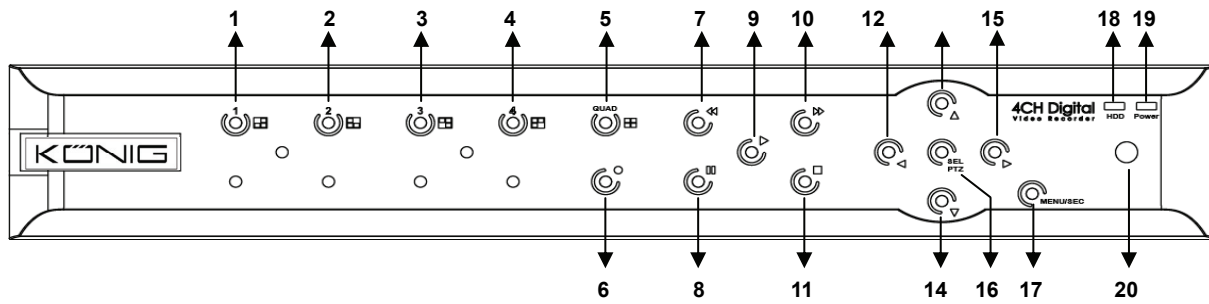 1 2 3 4 5 7 9 10 12 15 18 19
1 2 3 4 QUAD
4CH Digital
Video Recorder
HDD Power
KÖNIG
SEL
PTZ
MENU/SEC
6 8 11 14 16 17 20